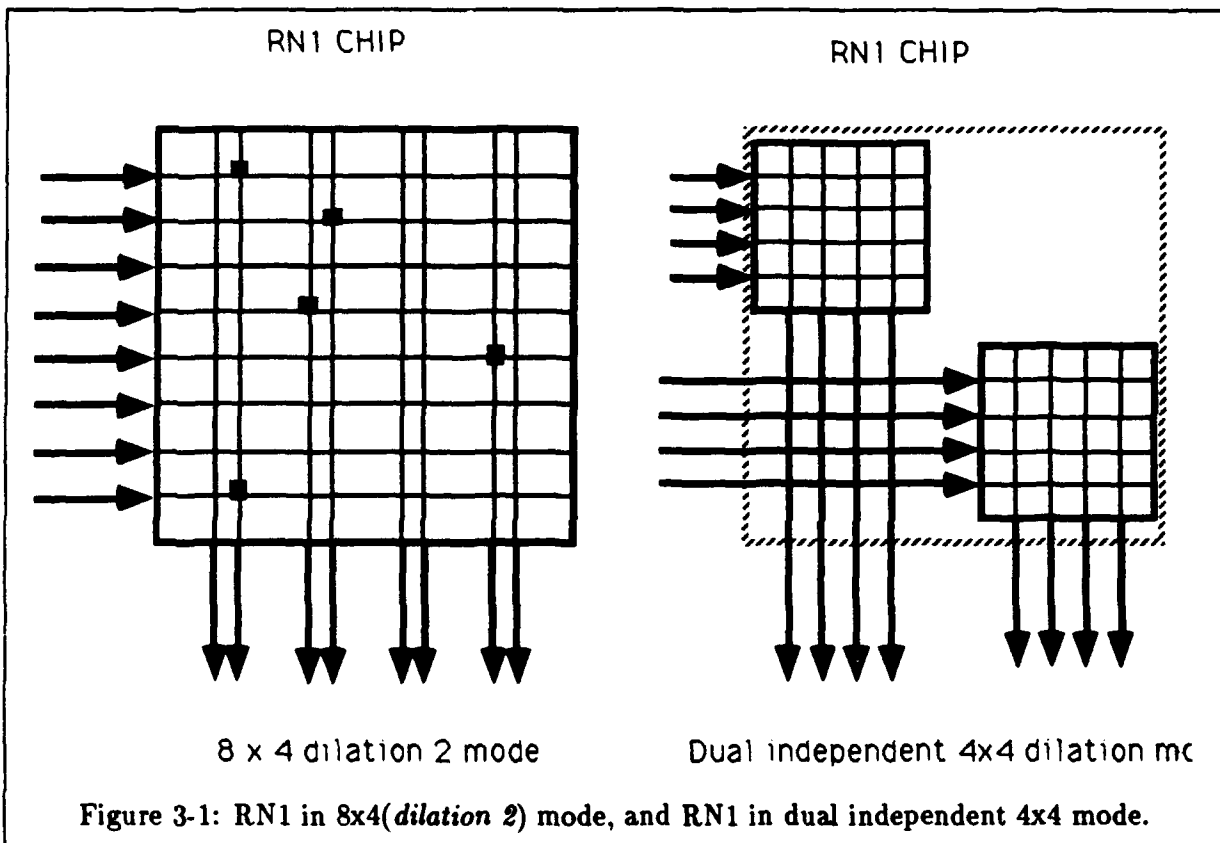 RN1 CHIP
RN1 CHIP
8 x 4 dilation 2 mode
Dual independent 4x4 dilation mo
Figure 3-1: RN1 in 8x4(dilation 2) mode, and RN1 in dual independent 4x4 mode.